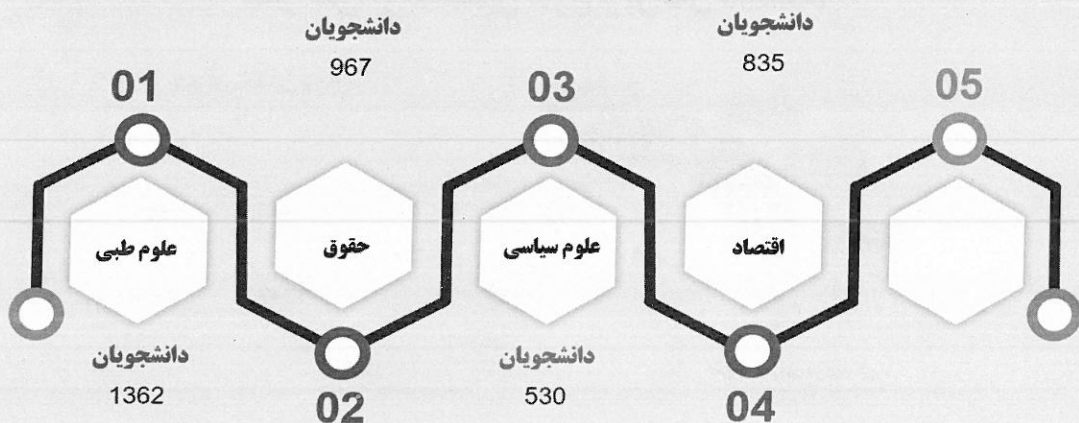 01
علوم طبی
دانشجویان
1362
دانشجویان
967
حقوق
02
03
علوم سیاسی
دانشجویان
530
دانشجویان
835
اقتصاد
04
05